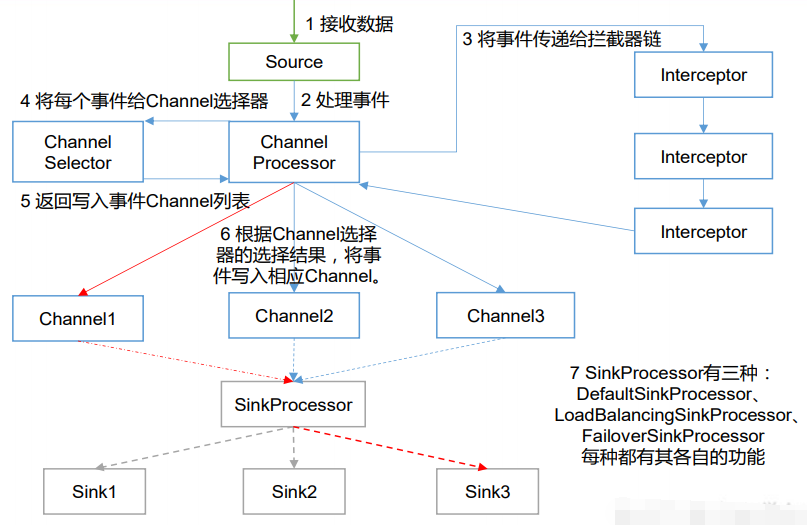 1 接收数据
Source
3 将事件传递给拦截器链
Interceptor
4 将每个事件给Channel选择器
2 处理事件
Channel
Selector
Channel
Processor
Interceptor
5 返回写入事件Channel列表
Interceptor
6 根据Channel选择
器的选择结果，将事
件写入相应Channel。
Channel1
Channel2
Channel3
SinkProcessor
7 SinkProcessor有三种：
DefaultSinkProcessor、
LoadBalancingSinkProcessor、
FailoverSinkProcessor
每种都有其各自的功能
Sink1
Sink2
Sink3